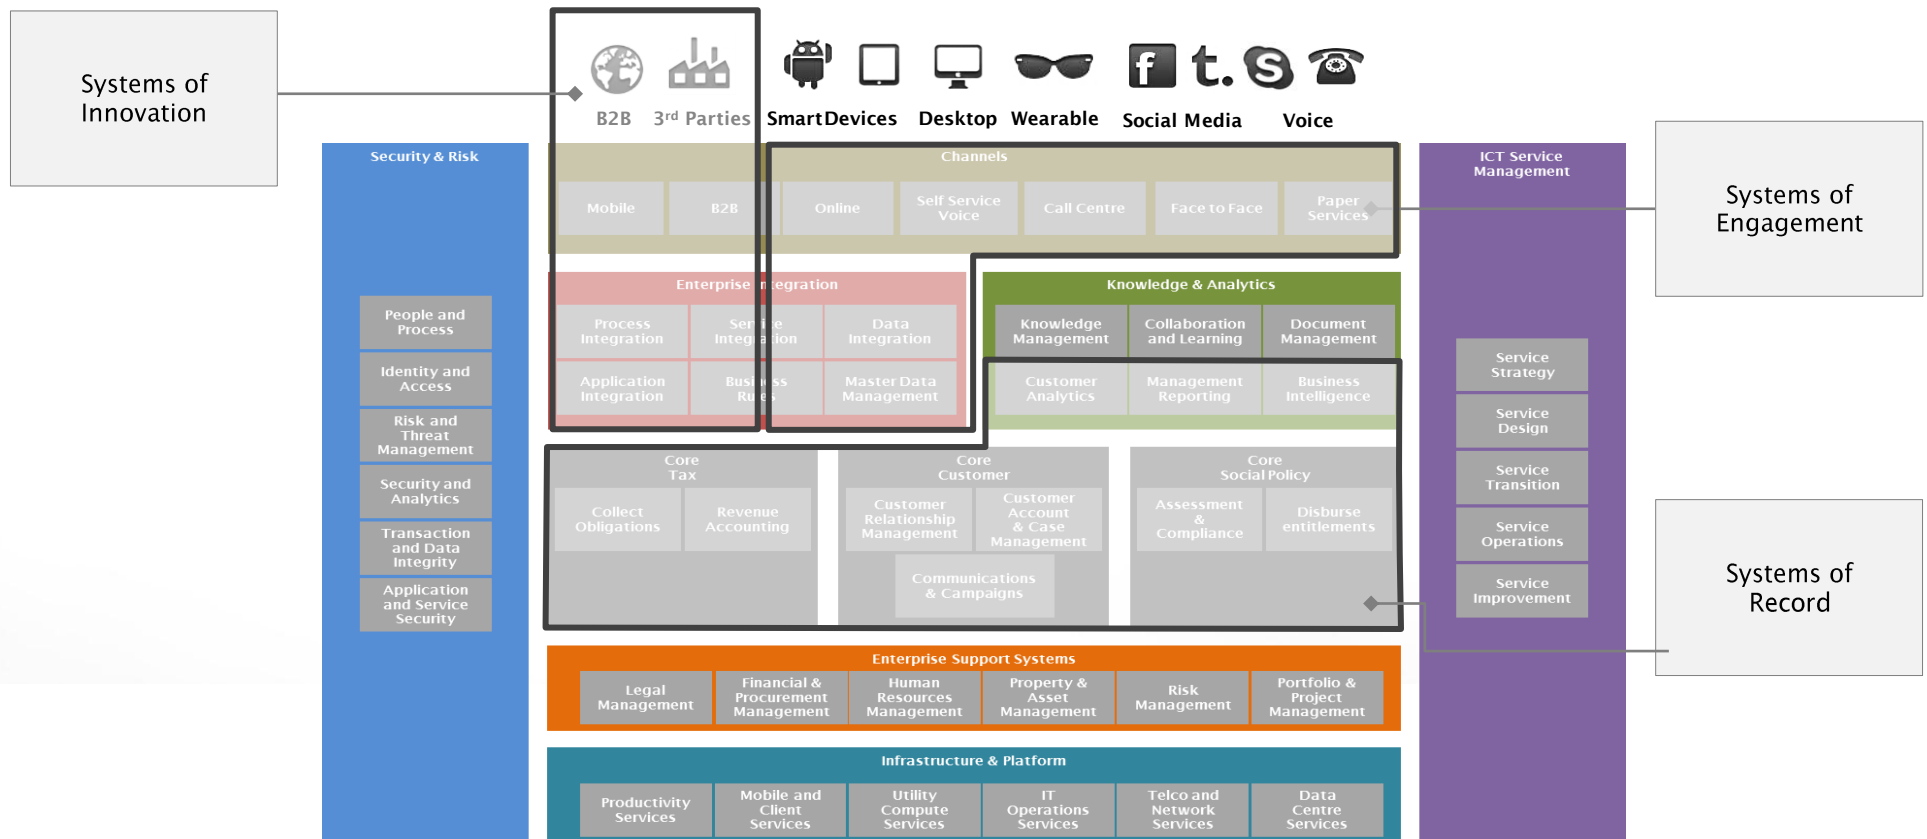 Systems of
Innovation
B2B
3rd Parties
SmartDevices
Desktop
Wearable
Social Media
Voice
Systems of
Engagement
Systems of
Record
Security & Risk
People and
Process
Identity and
Access
Risk and
Threat
Management
Security and
Analytics
Transaction
and Data
Integrity
Application
and Service
Security
Channels
Mobile
B2B
Online
Self Service
Voice
Call Centre
Face to Face
Paper
Services
Enterprise Integration
Process
Integration
Service
Integration
Data
Integration
Application
Integration
Business
Rules
Master Data
Management
Knowledge & Analytics
Knowledge
Management
Collaboration
and Learning
Document
Management
Customer
Analytics
Management
Reporting
Business
Intelligence
Core
Tax
Collect
Obligations
Revenue
Accounting
Core
Customer
Customer
Relationship
Management
Customer
Account
& Case
Management
Communications
& Campaigns
Core
Social Policy
Assessment
&
Compliance
Disburse
entitlements
Enterprise Support Systems
Legal
Management
Financial &
Procurement
Management
Human
Resources
Management
Property &
Asset
Management
Risk
Management
Portfolio &
Project
Management
Infrastructure & Platform
Productivity
Services
Mobile and
Client
Services
Utility
Compute
Services
IT
Operations
Services
Telco and
Network
Services
Data
Centre
Services
ICT Service
Management
Service
Strategy
Service
Design
Service
Transition
Service
Operations
Service
Improvement